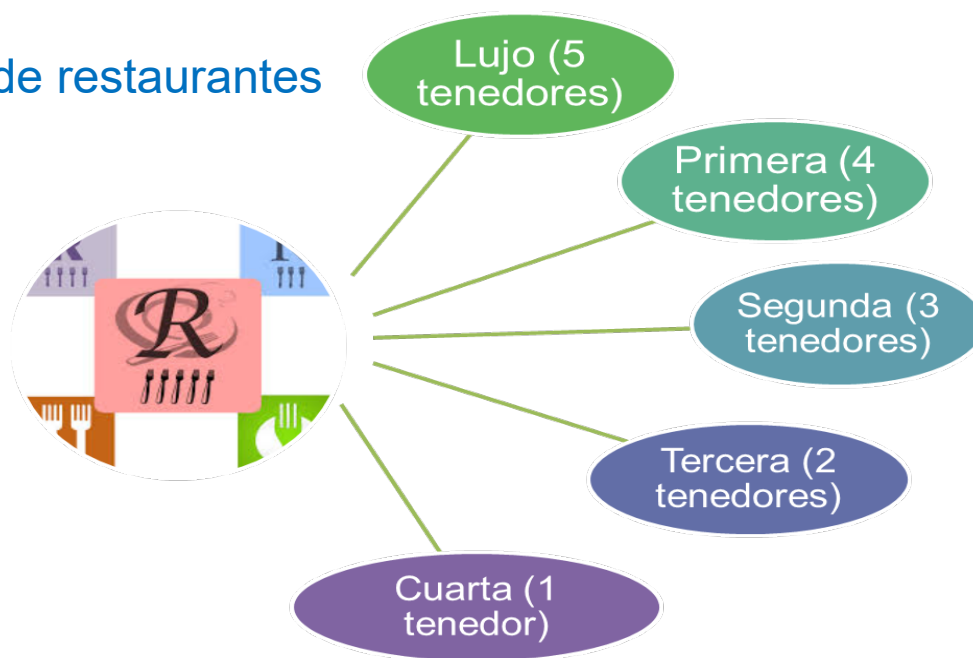 de restaurantes
Lujo (5
tenedores)
Primera (4
tenedores)
Segunda (3
tenedores)
Tercera (2
tenedores)
Cuarta (1
tenedor)
R